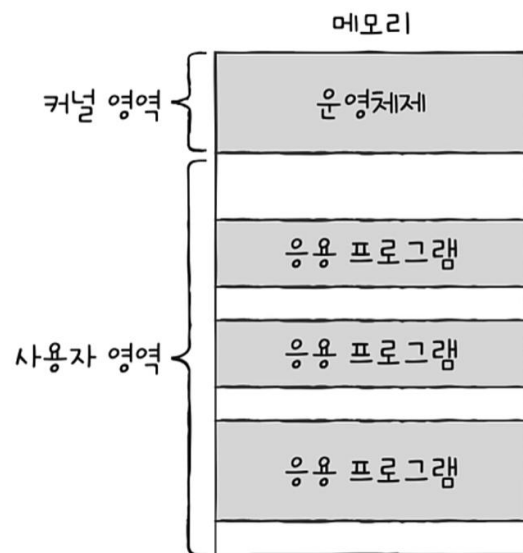 메모리
커널 영역
운영체제
응용 프로그램
사용자 영역
응용 프로그램
응용 프로그램